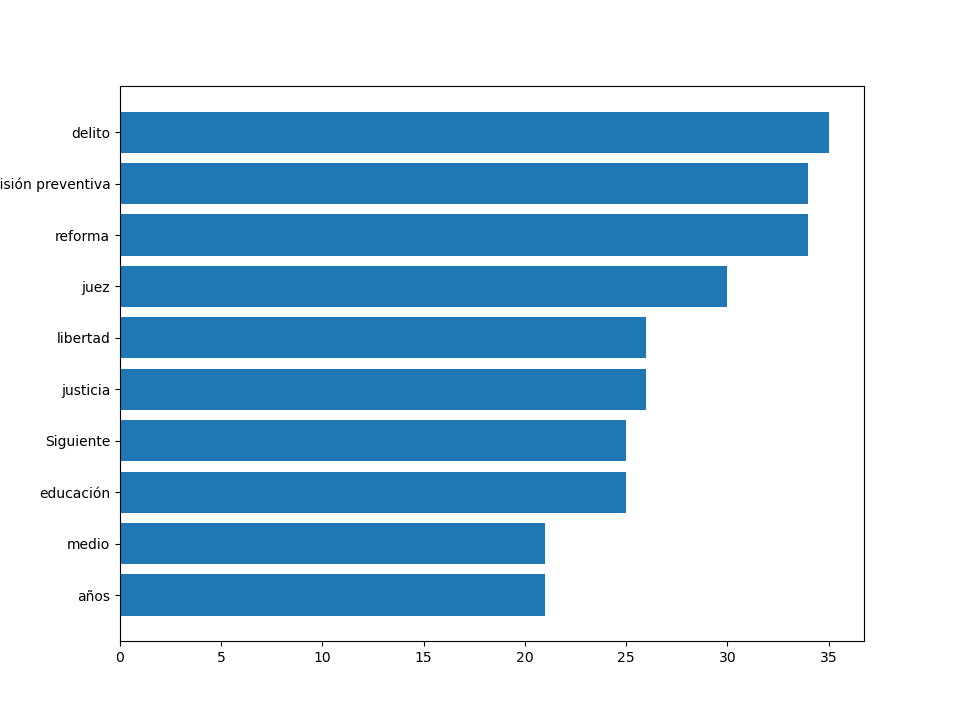 delito
isión preventiva
reforma
juez
libertad
justicia
Siguiente
educación
medio
años
0 5 10 15 20 25 30 35